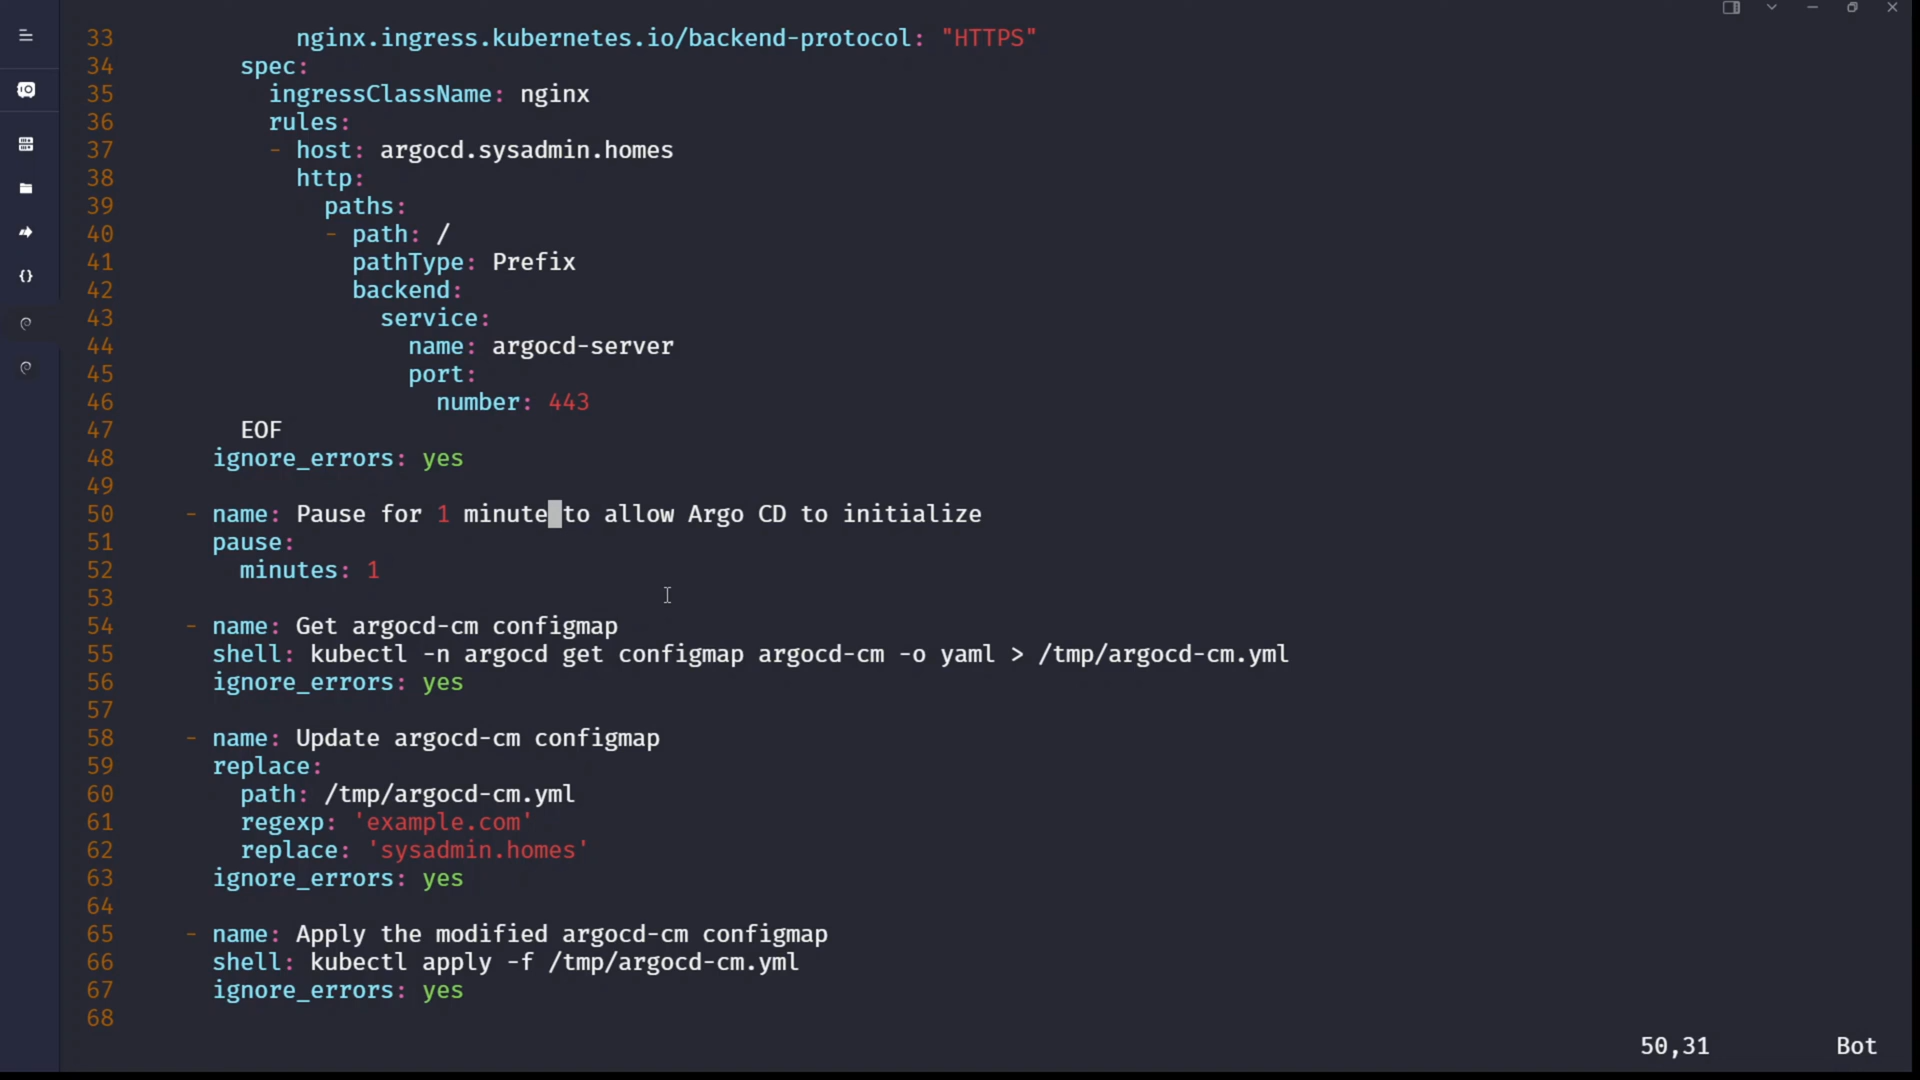 33 nginx.ingress.kubernetes.io/backend-protocol: "HTTPS"
34 spec:
35 ingressClassName: nginx
36 rules:
37 - host: argocd.sysadmin.homes
38 http:
39 paths:
40 - path: /
41 pathType: Prefix
42 backend:
43 service:
44 name: argocd-server
45 port:
46 number: 443
47 EOF
48 ignore_errors: yes
49
50 - name: Pause for 1 minute to allow Argo CD to initialize
51 pause:
52 minutes: 1
53
54 - name: Get argocd-cm configmap
55 shell: kubectl -n argocd get configmap argocd-cm -o yaml > /tmp/argocd-cm.yml
56 ignore_errors: yes
57
58 - name: Update argocd-cm configmap
59 replace:
60 path: /tmp/argocd-cm.yml
61 regexp: 'example.com'
62 replace: 'sysadmin.homes'
63 ignore_errors: yes
64
65 - name: Apply the modified argocd-cm configmap
66 shell: kubectl apply -f /tmp/argocd-cm.yml
67 ignore_errors: yes
68
50,31 Bot